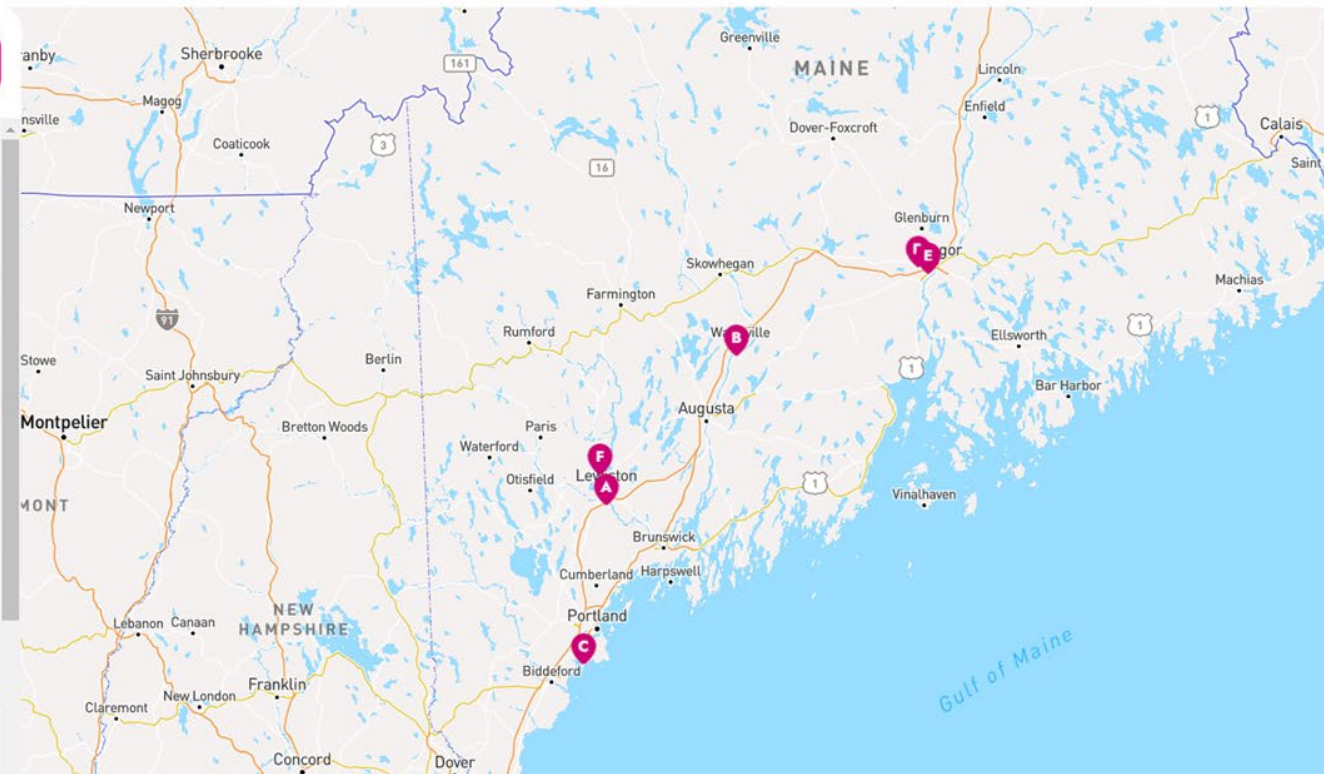 Greenville
anby
Sherbrooke
161
MAINE
Lincoln
Magog
Enfield
nsville
1
Calais
Dover-Foxcroft
Coaticook
3
16
Saint
Newport
Glenburn
gor
E
Skowhegan
Machias
Farmington
91
Rumford
1
B
Ellsworth
Stowe
Berlin
1
Saint Johnsbury
Bar Harbor
Augusta
Montpelier
Bretton Woods
Paris
Waterford
F
Otisfield
A
1
Vinalhaven
MONT
Brunswick
Cumberland
Harpswell
NEW
HAMPSHIRE
Portland
Lebanon
Canaan
C
Biddeford
Gulf of Maine
Franklin
New London
Claremont
Concord
Dover